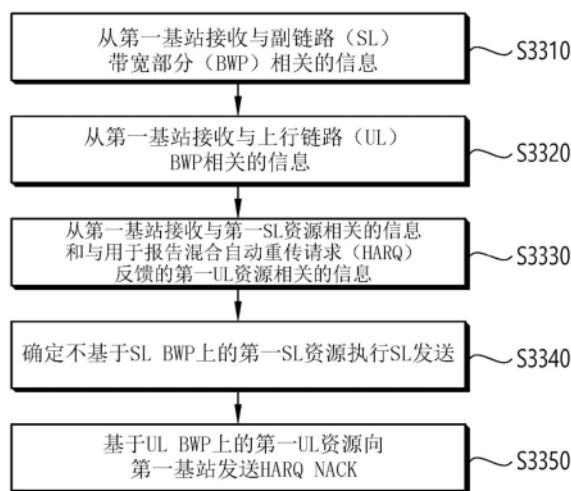 从第一基站接收与副链路（SL）
带宽部分（BWP）相关的信息
S3310
从第一基站接收与上行链路（UL）
BWP相关的信息
S3320
从第一基站接收与第一SL资源相关的信息
和与用于报告混合自动重传请求（HARQ）
反馈的第一UL资源相关的信息
S3330
确定不基于SL BWP上的第一SL资源执行SL发送
S3340
基于UL BWP上的第一UL资源向
第一基站发送HARQ NACK
S3350